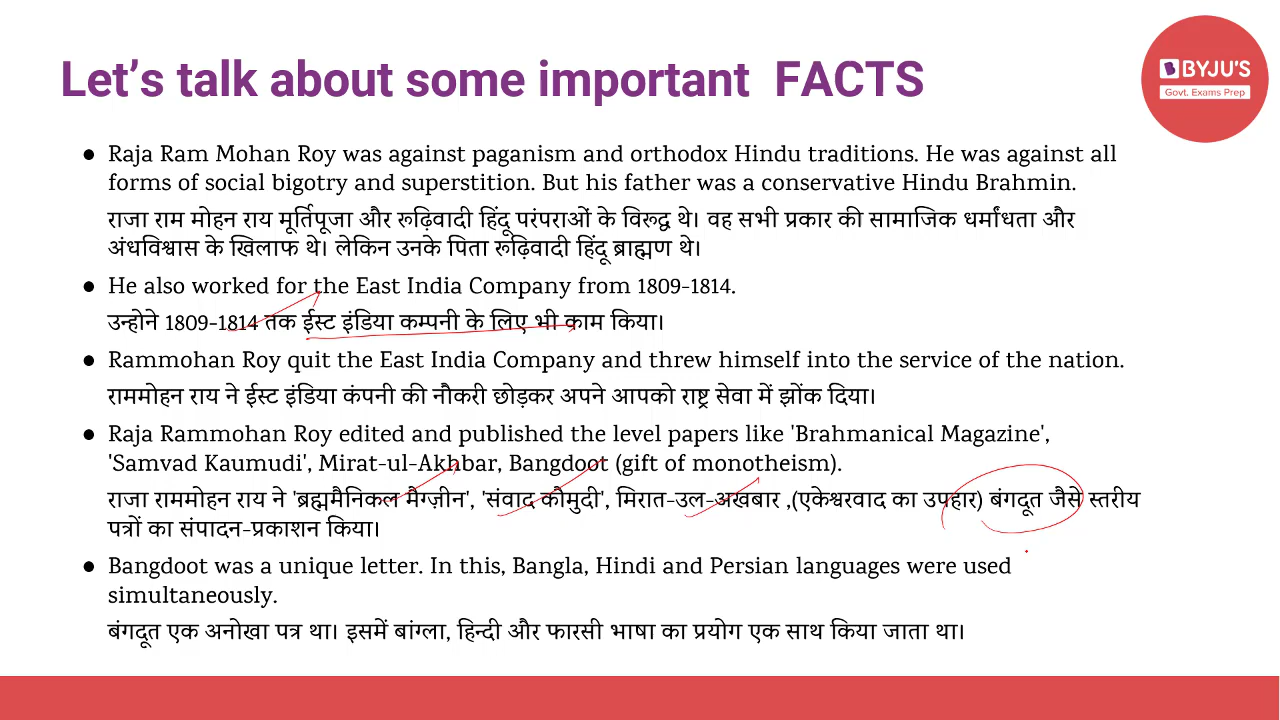 Let's talk about some important FACTS
BYJU'S
Govt. Exams Prep
● Raja Ram Mohan Roy was against paganism and orthodox Hindu traditions. He was against all
forms of social bigotry and superstition. But his father was a conservative Hindu Brahmin.
राजा राम मोहन राय मूर्तिपूजा और रूढ़िवादी हिंदू परंपराओं के विरूद्ध थे। वह सभी प्रकार की सामाजिक धर्मांधता और
अंधविश्वास के खिलाफ थे। लेकिन उनके पिता रूढ़िवादी हिंदू ब्राह्मण थे।
● He also worked for the East India Company from 1809-1814.
उन्होने 1809-1814 तक ईस्ट इंडिया कम्पनी के लिए भी काम किया।
● Rammohan Roy quit the East India Company and threw himself into the service of the nation.
राममोहन राय ने ईस्ट इंडिया कंपनी की नौकरी छोड़कर अपने आपको राष्ट्र सेवा में झोंक दिया।
● Raja Rammohan Roy edited and published the level papers like 'Brahmanical Magazine',
'Samvad Kaumudi', Mirat-ul-Akhbar, Bangdoot (gift of monotheism).
राजा राममोहन राय ने 'ब्रह्ममैनिकल मैग्ज़ीन', 'संवाद कौमुदी', मिरात-उल-अखबार ,(एकेश्वरवाद का उपहार) बंगदूत जैसे स्तरीय
पत्रों का संपादन-प्रकाशन किया।
● Bangdoot was a unique letter. In this, Bangla, Hindi and Persian languages were used
simultaneously.
बंगदूत एक अनोखा पत्र था। इसमें बांग्ला, हिन्दी और फारसी भाषा का प्रयोग एक साथ किया जाता था।